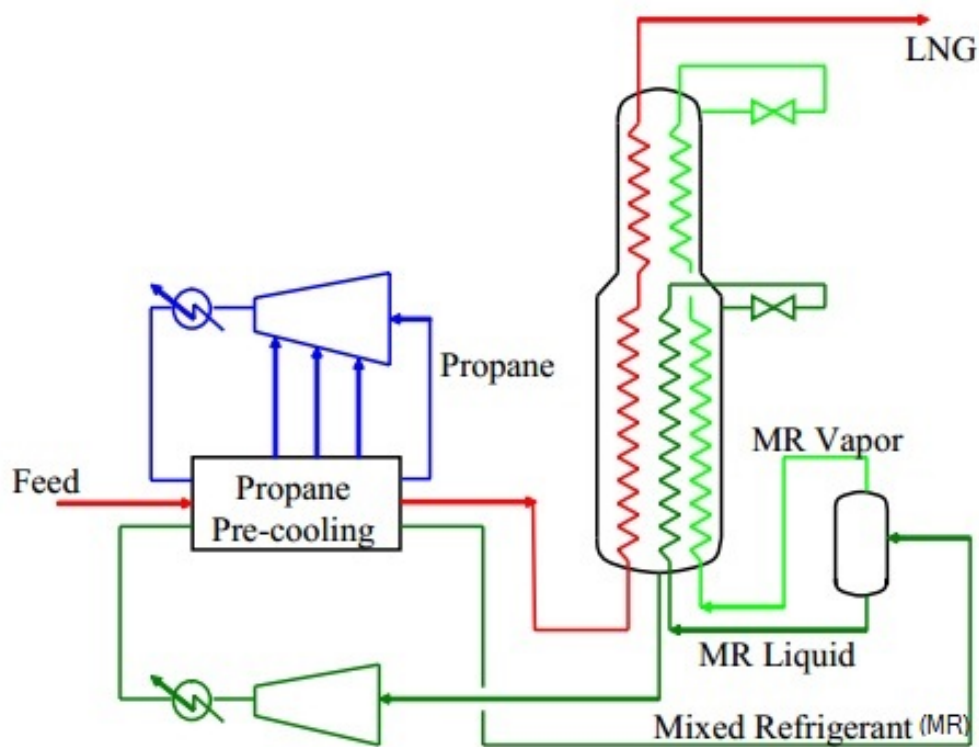 LNG
Propane
MR Vapor
Feed
Propane
Pre-cooling
MR Liquid
Mixed Refrigerant (MR)